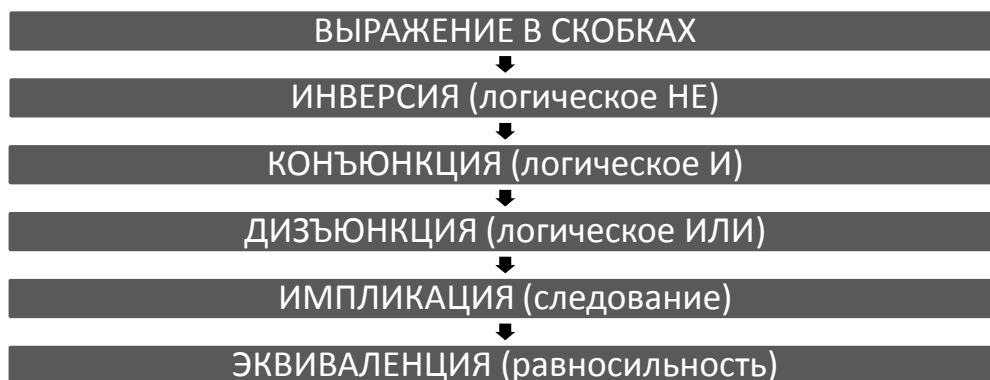 ВЫРАЖЕНИЕ В СКОБКАХ
ИНВЕРСИЯ (логическое НЕ)
КОНЪЮНКЦИЯ (логическое И)
ДИЗЪЮНКЦИЯ (логическое ИЛИ)
ИМПЛИКАЦИЯ (следование)
ЭКВИВАЛЕНЦИЯ (равносильность)